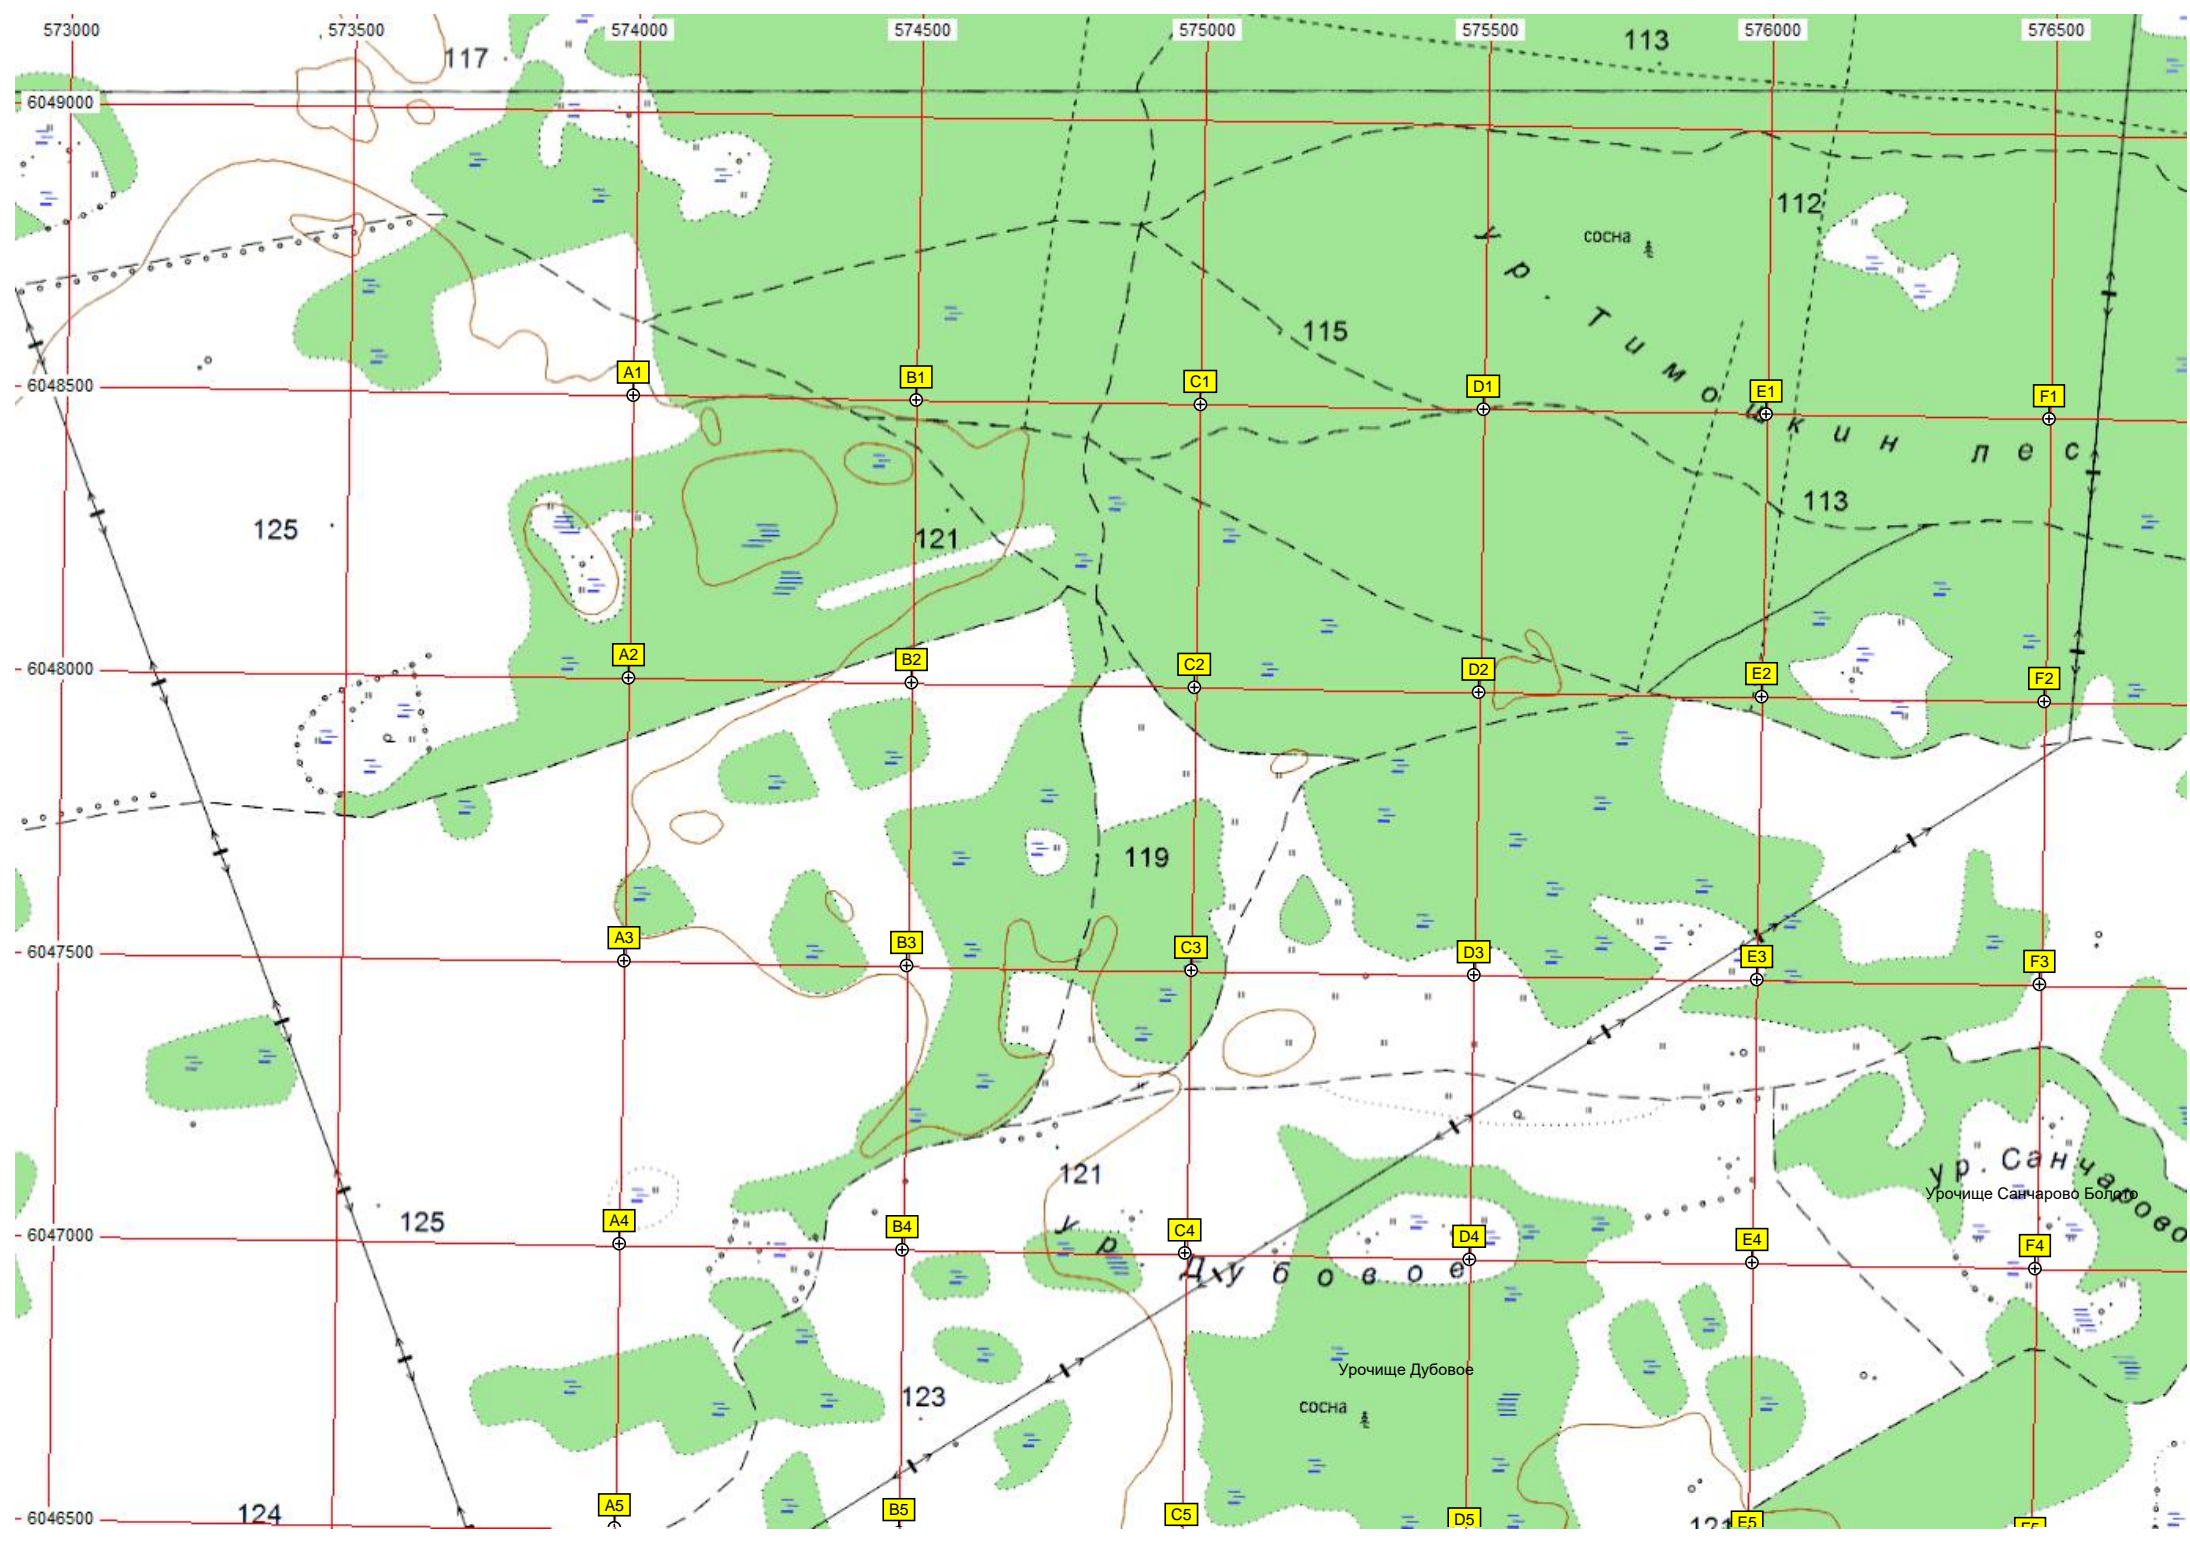 573000 573500 574000 574500 575000 575500 576000 576500
117
113
6049000
112
ур. Тимошкин лес
сосна
115
6048500
A1 B1 C1 D1 E1 F1
113
125
121
6048000
A2 B2 C2 D2 E2 F2
119
6047500
A3 B3 C3 D3 E3 F3
121
ур. Санчарово
Урочище Санчарово Болото
125
6047000
A4 B4 C4 D4 E4 F4
ур Дубовое
Урочище Дубовое
123
сосна
124
6046500
A5 B5 C5 D5 E5 F5
121